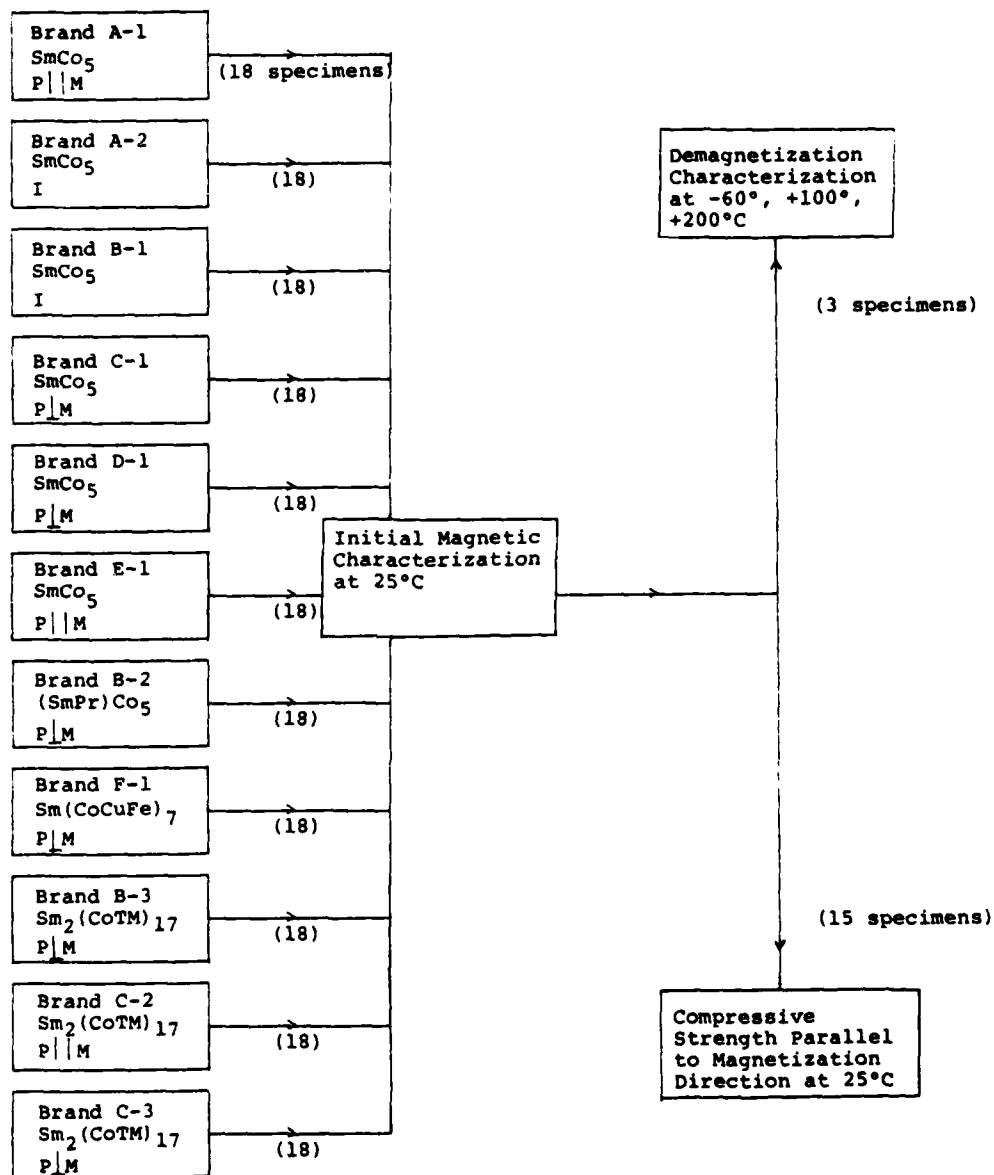 Brand A-1
SmCo5
P||M
(18 specimens)
Brand A-2
SmCo5
I
(18)
Brand B-1
SmCo5
I
(18)
Brand C-1
SmCo5
P⊥M
(18)
Brand D-1
SmCo5
P⊥M
(18)
Brand E-1
SmCo5
P||M
(18)
Brand B-2
(SmPr)Co5
P⊥M
(18)
Brand F-1
Sm(CoCuFe)7
P⊥M
(18)
Brand B-3
Sm2(CoTM)17
P⊥M
(18)
Brand C-2
Sm2(CoTM)17
P||M
(18)
Brand C-3
Sm2(CoTM)17
P⊥M
(18)
Initial Magnetic
Characterization
at 25°C
Demagnetization
Characterization
at -60°, +100°,
+200°C
(3 specimens)
(15 specimens)
Compressive
Strength Parallel
to Magnetization
Direction at 25°C